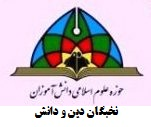 حوزه علوم اسلامی دانش آموزان
نخبگان دین و دانش